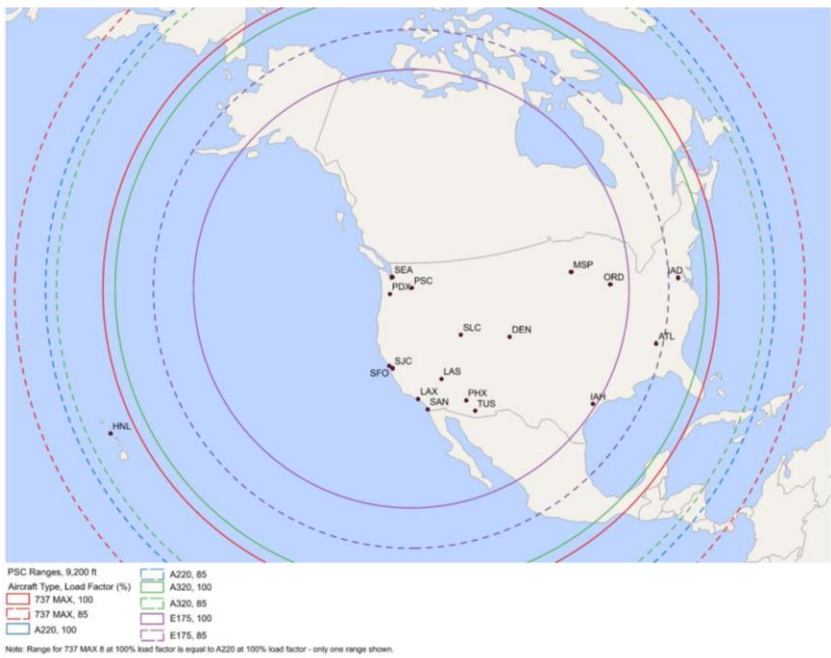 SEA
PSC
PDX
MSP
ORD
IAD
SLC
DEN
ATL
SJC
SFO
LAS
LAX
SAN
PHX
TUS
IAH
HNL
PSC Ranges, 9,200 ft
Aircraft Type, Load Factor (%)
737 MAX, 100
737 MAX, 85
A220, 100
A220, 85
A320, 100
A320, 85
E175, 100
E175, 85
Note: Range for 737 MAX 8 at 100% load factor is equal to A220 at 100% load factor - only one range shown.